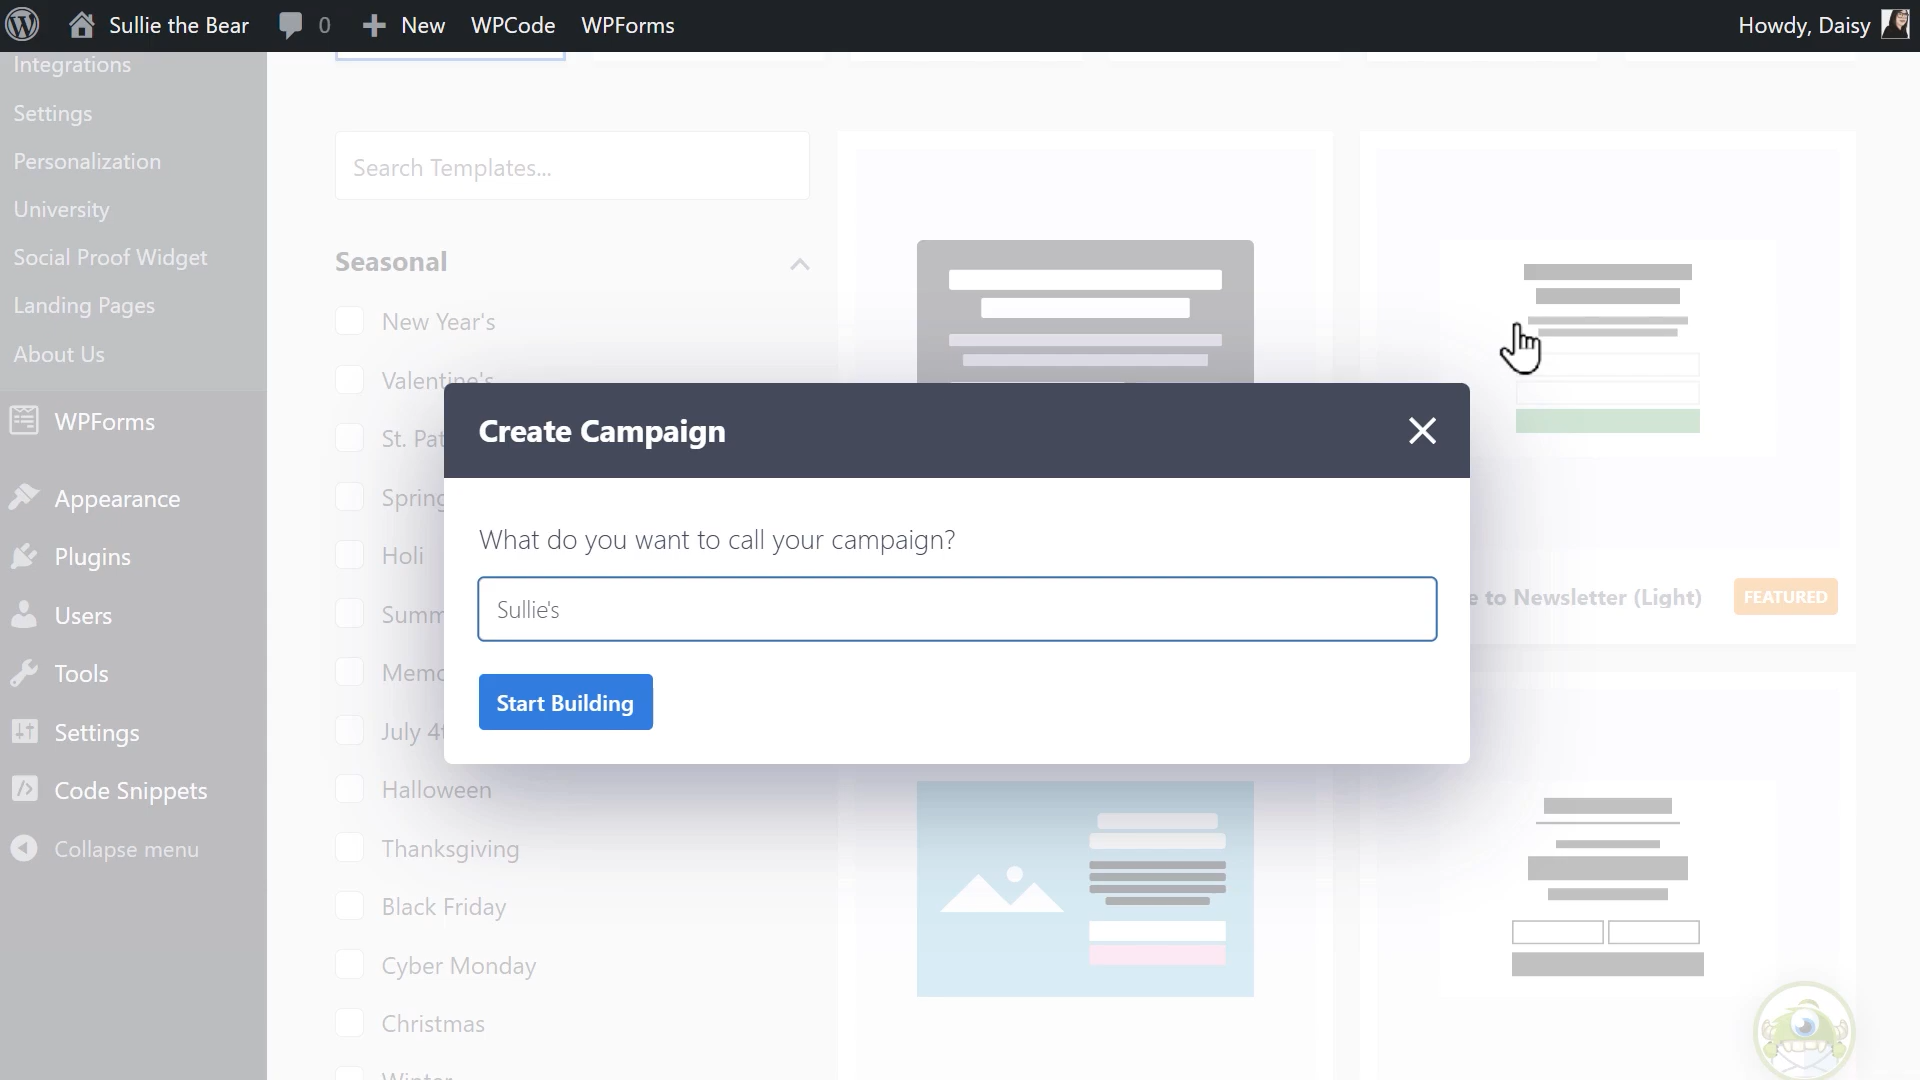 Sullie the Bear 0 New WPCode WPForms Howdy, Daisy
Integrations
Settings
Personalization
University
Social Proof Widget
Landing Pages
About Us
WPForms
Appearance
Plugins
Users
Tools
Settings
Code Snippets
Collapse menu
Search Templates...
Seasonal
New Year's
Valentine's
St. Pat
Spring
Holi
Summ
Memo
July 4t
Halloween
Thanksgiving
Black Friday
Cyber Monday
Christmas
Winter
Create Campaign
What do you want to call your campaign?
Sullie's
Start Building
e to Newsletter (Light) FEATURED